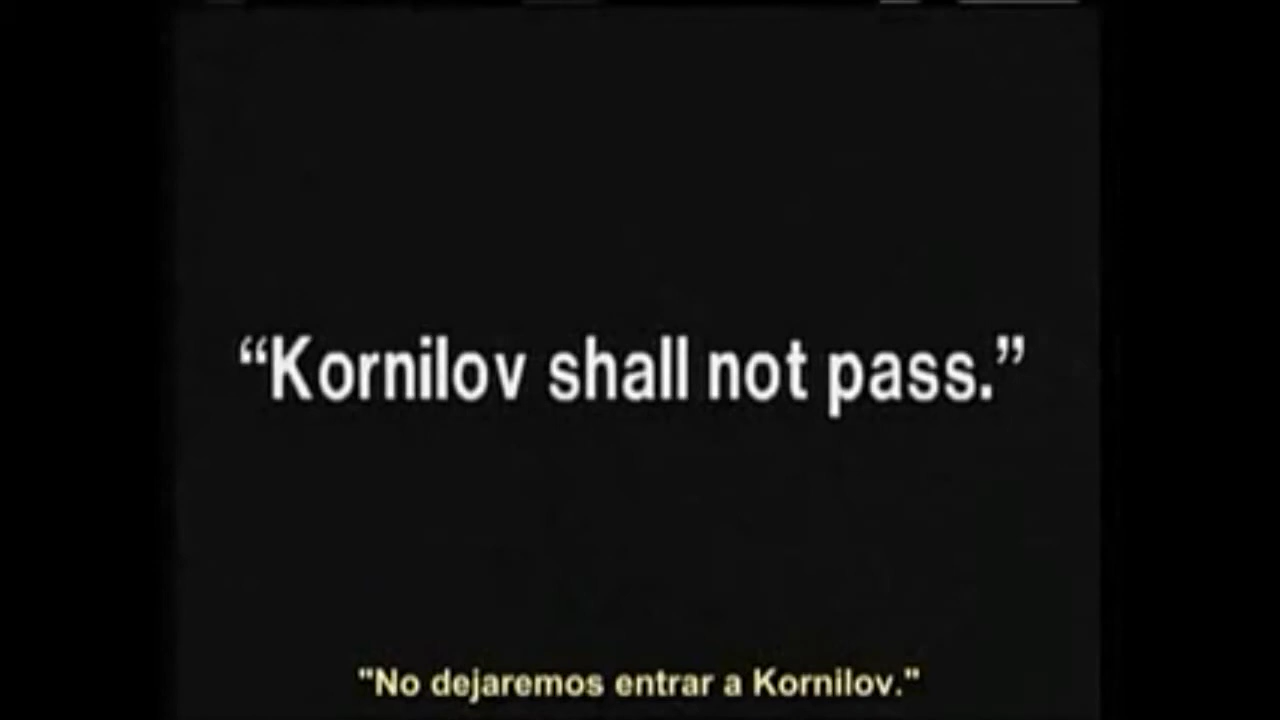 “Kornilov shall not pass.”
"No dejaremos entrar a Kornilov."